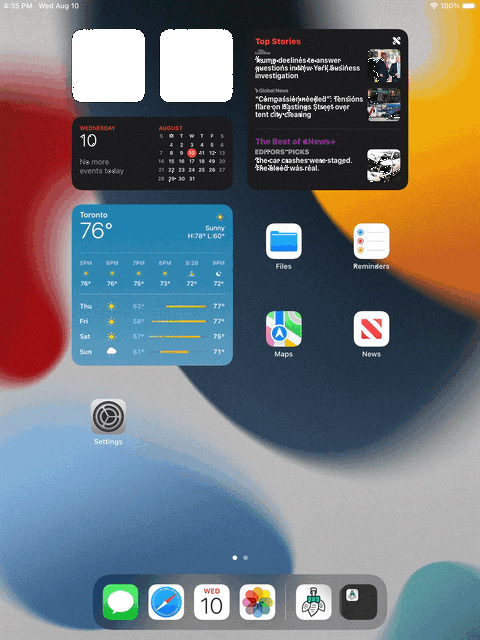 4:35 PM Wed Aug 10
100%
Top Stories
Trump declines to answer
questions in New York business
investigation
Global News
“Compassion needed”: Tensions
flare on Hastings Street over
tent city clearing
The Best of News+
EDITORS' PICKS
The car crashes were staged.
The blood was real.
WEDNESDAY
10
No more
events today
AUGUST
S M T W T F S
1 2 3 4 5 6
7 8 9 10 11 12 13
14 15 16 17 18 19 20
21 22 23 24 25 26 27
28 29 30 31
Toronto
76°
Sunny
H:78° L:60°
5PM 6PM 7PM 8PM 8:26 9PM
76° 76° 75° 73° 72° 72°
Thu 63° 77°
Fri 58° 77°
Sat 57° 76°
Sun 61° 71°
Files
Reminders
Maps
News
Settings
WED
10